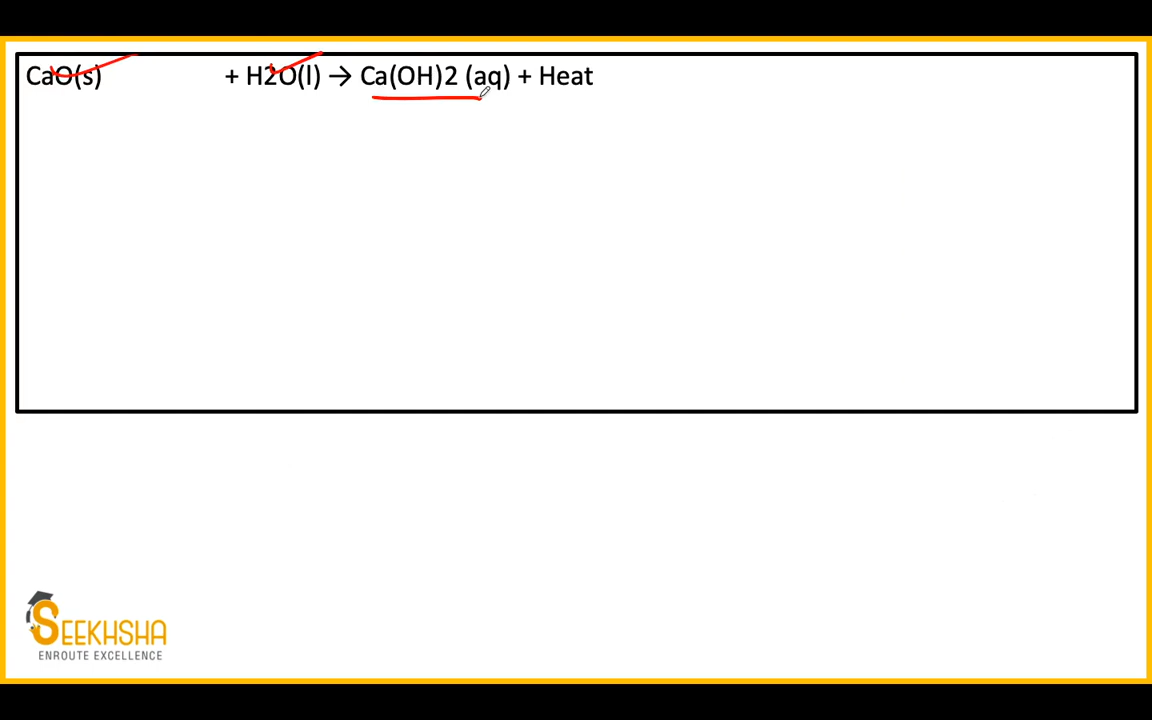 CaO(s) + H2O(l) → Ca(OH)2 (aq) + Heat
SEEKHSHA
ENROUTE EXCELLENCE